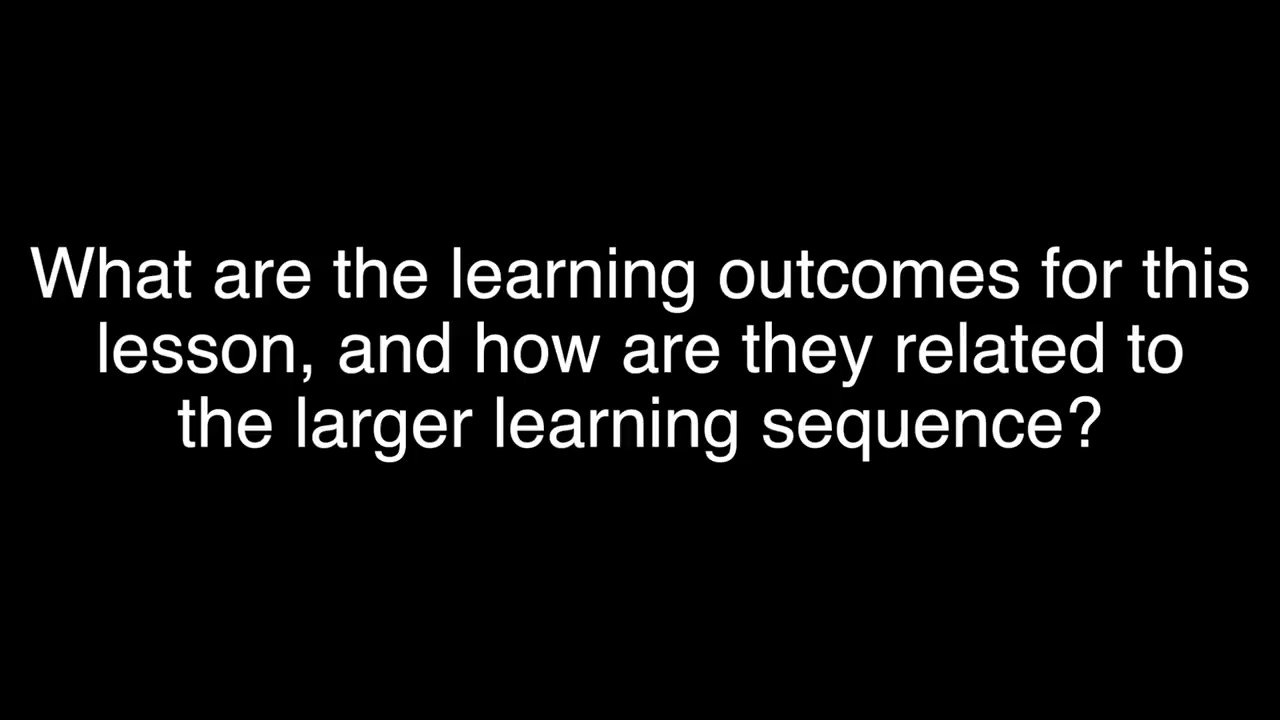 What are the learning outcomes for this
lesson, and how are they related to
the larger learning sequence?